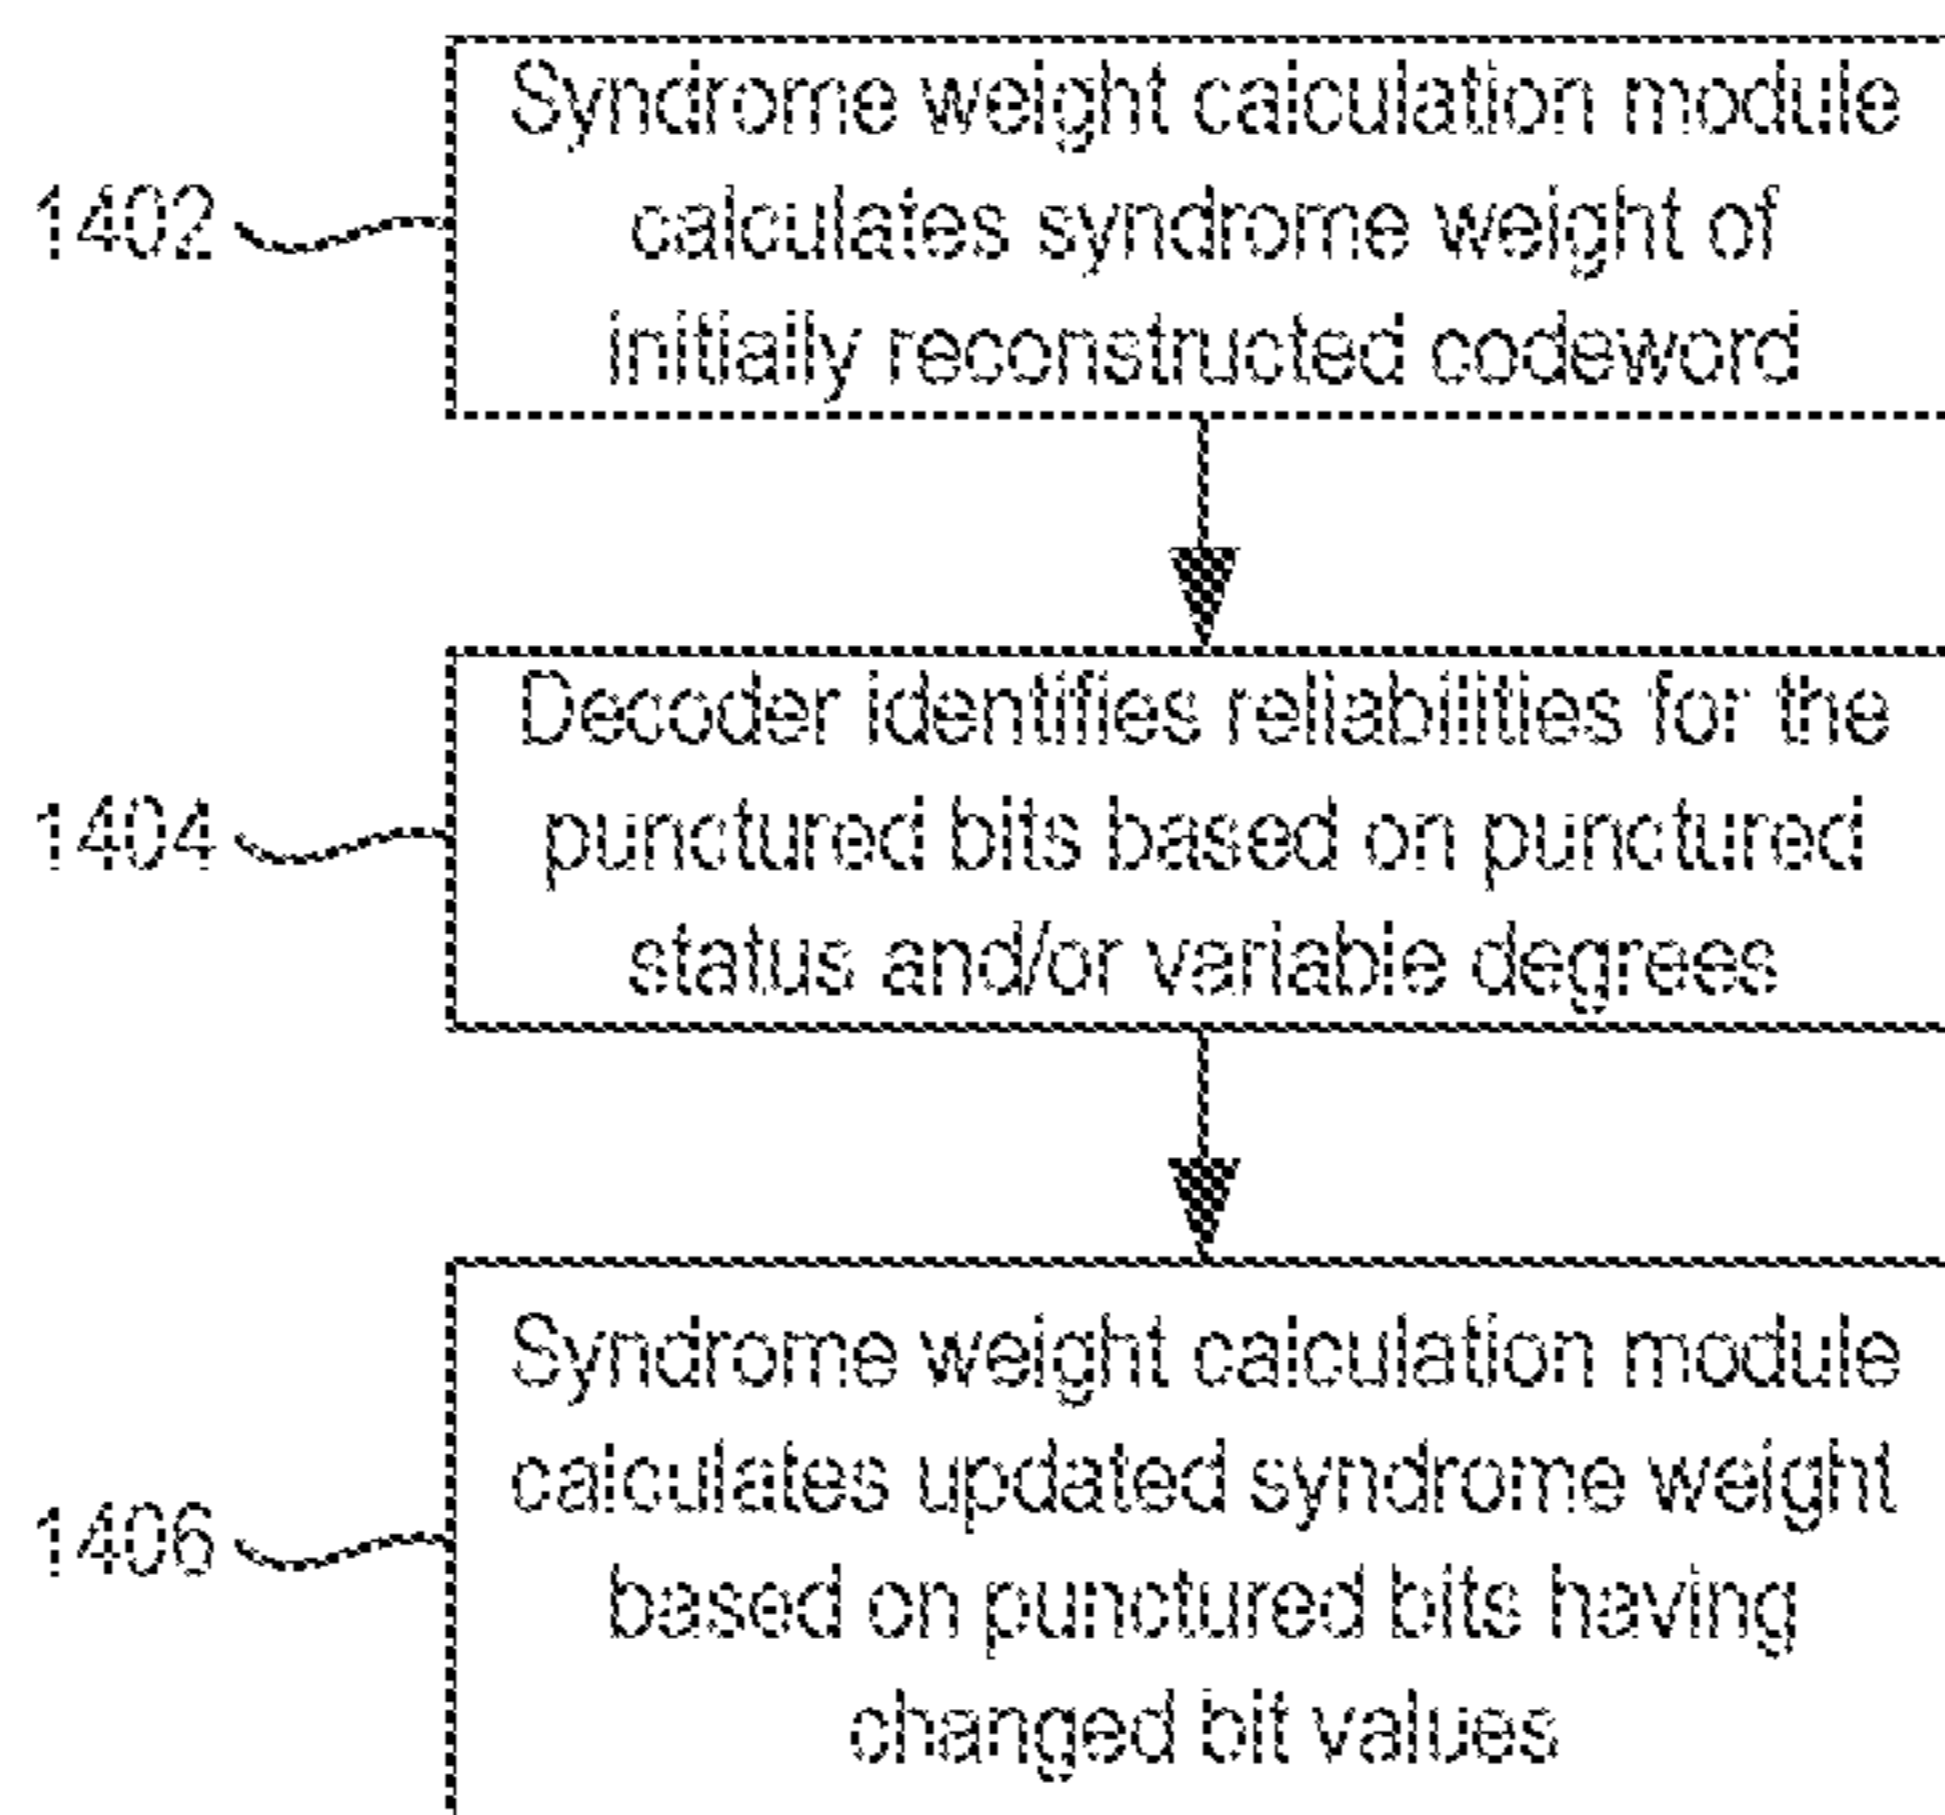 Syndrome weight calculation module
calculates syndrome weight of
initially reconstructed codeword
1402
Decoder identifies reliabilities for the
punctured bits based on punctured
status and/or variable degrees
1404
Syndrome weight calculation module
calculates updated syndrome weight
based on punctured bits having
changed bit values
1406